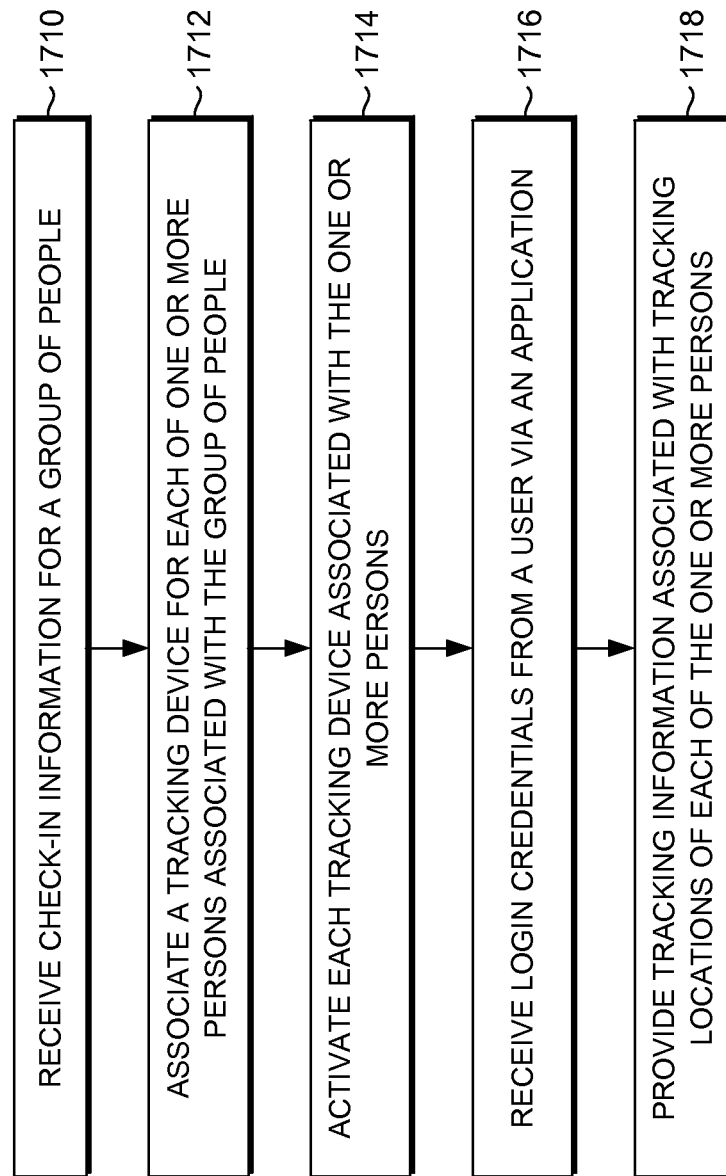 RECEIVE CHECK-IN INFORMATION FOR A GROUP OF PEOPLE
1710
ASSOCIATE A TRACKING DEVICE FOR EACH OF ONE OR MORE
PERSONS ASSOCIATED WITH THE GROUP OF PEOPLE
1712
ACTIVATE EACH TRACKING DEVICE ASSOCIATED WITH THE ONE OR
MORE PERSONS
1714
RECEIVE LOGIN CREDENTIALS FROM A USER VIA AN APPLICATION
1716
PROVIDE TRACKING INFORMATION ASSOCIATED WITH TRACKING
LOCATIONS OF EACH OF THE ONE OR MORE PERSONS
1718